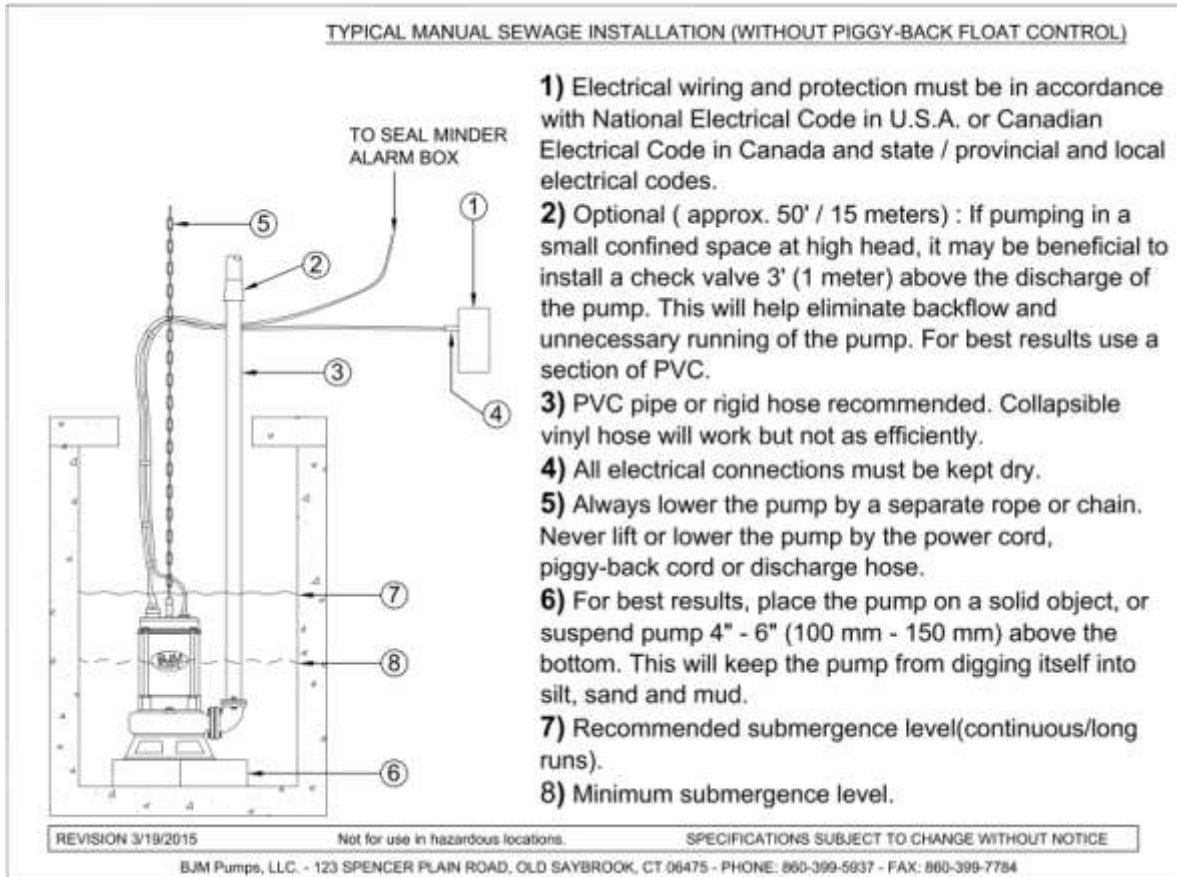 TYPICAL MANUAL SEWAGE INSTALLATION (WITHOUT PIGGY-BACK FLOAT CONTROL)
TO SEAL MINDER
ALARM BOX
5
2
1
3
4
7
8
6
BJM
1) Electrical wiring and protection must be in accordance
with National Electrical Code in U.S.A. or Canadian
Electrical Code in Canada and state / provincial and local
electrical codes.
2) Optional ( approx. 50' / 15 meters) : If pumping in a
small confined space at high head, it may be beneficial to
install a check valve 3' (1 meter) above the discharge of
the pump. This will help eliminate backflow and
unnecessary running of the pump. For best results use a
section of PVC.
3) PVC pipe or rigid hose recommended. Collapsible
vinyl hose will work but not as efficiently.
4) All electrical connections must be kept dry.
5) Always lower the pump by a separate rope or chain.
Never lift or lower the pump by the power cord,
piggy-back cord or discharge hose.
6) For best results, place the pump on a solid object, or
suspend pump 4" - 6" (100 mm - 150 mm) above the
bottom. This will keep the pump from digging itself into
silt, sand and mud.
7) Recommended submergence level(continuous/long
runs).
8) Minimum submergence level.
REVISION 3/19/2015 Not for use in hazardous locations. SPECIFICATIONS SUBJECT TO CHANGE WITHOUT NOTICE
BJM Pumps, LLC. - 123 SPENCER PLAIN ROAD, OLD SAYBROOK, CT 06475 - PHONE: 860-399-5937 - FAX: 860-399-7784